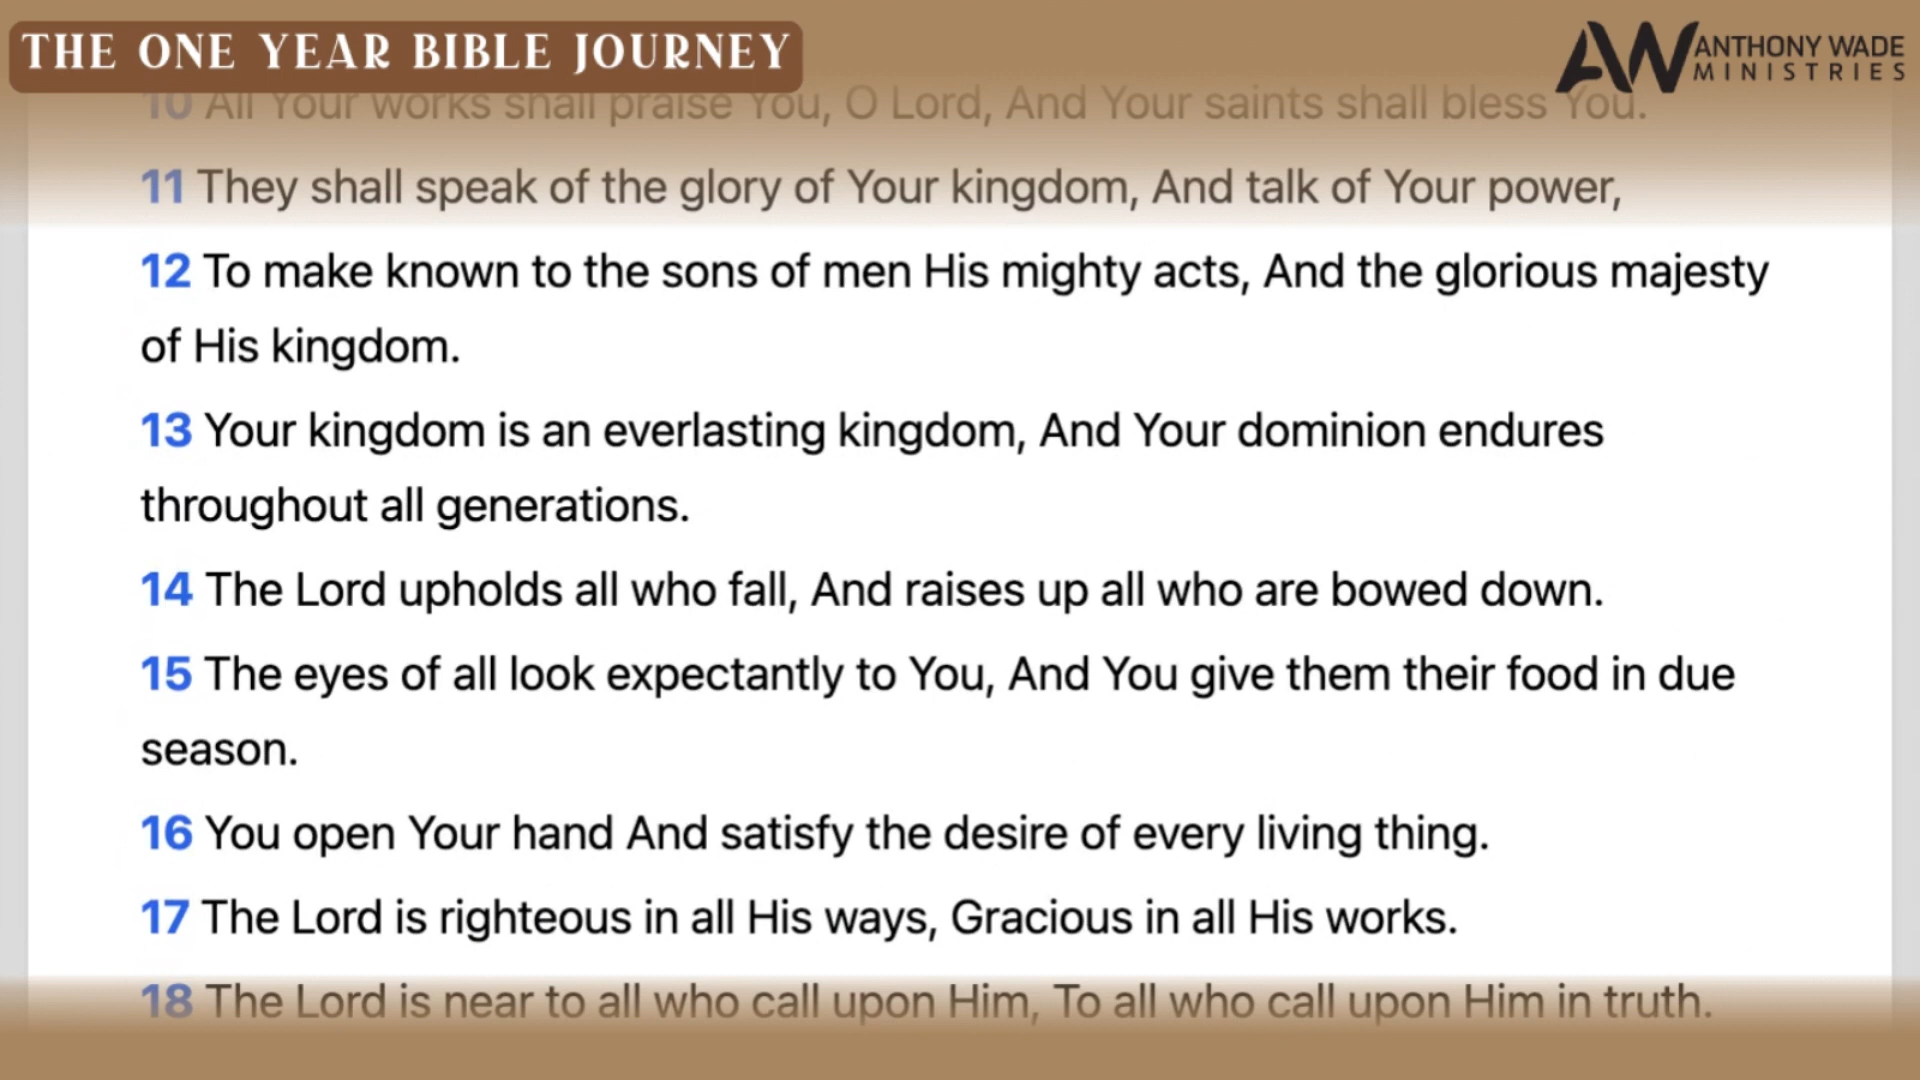 THE ONE YEAR BIBLE JOURNEY
AW ANTHONY WADE
MINISTRIES
10 All Your works shall praise You, O Lord, And Your saints shall bless You.
11 They shall speak of the glory of Your kingdom, And talk of Your power,
12 To make known to the sons of men His mighty acts, And the glorious majesty
of His kingdom.
13 Your kingdom is an everlasting kingdom, And Your dominion endures
throughout all generations.
14 The Lord upholds all who fall, And raises up all who are bowed down.
15 The eyes of all look expectantly to You, And You give them their food in due
season.
16 You open Your hand And satisfy the desire of every living thing.
17 The Lord is righteous in all His ways, Gracious in all His works.
18 The Lord is near to all who call upon Him, To all who call upon Him in truth.